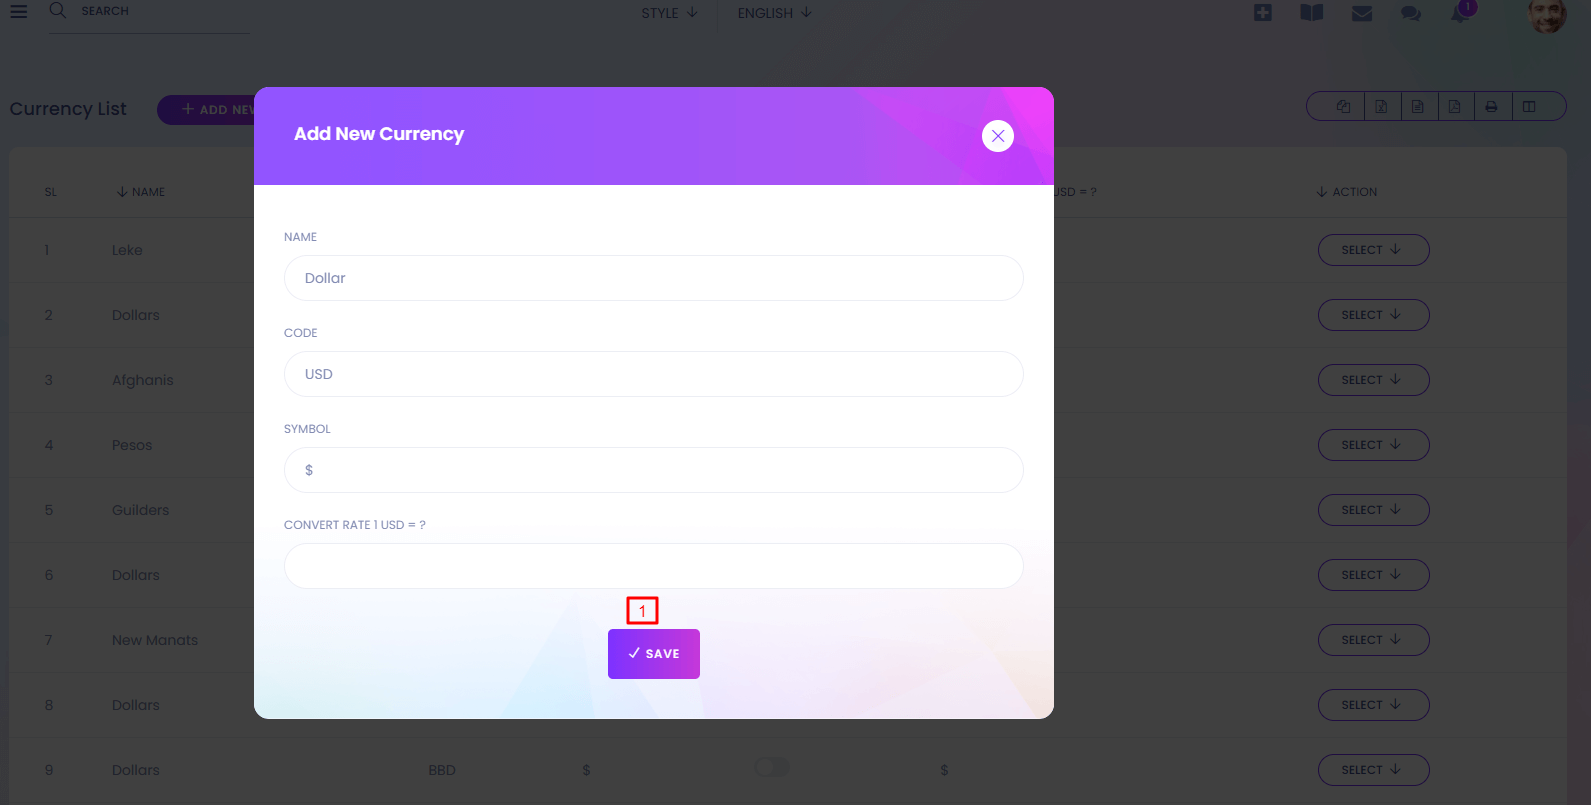 SEARCH
STYLE
ENGLISH
1
Currency List
+ ADD NEW
Add New Currency
SL
NAME
USD = ?
ACTION
NAME
1
Leke
SELECT
Dollar
2
Dollars
SELECT
CODE
3
Afghanis
USD
SELECT
SYMBOL
4
Pesos
SELECT
$
5
Guilders
SELECT
CONVERT RATE 1 USD = ?
6
Dollars
SELECT
1
7
New Manats
SELECT
SAVE
8
Dollars
SELECT
9
Dollars
BBD
$
$
SELECT